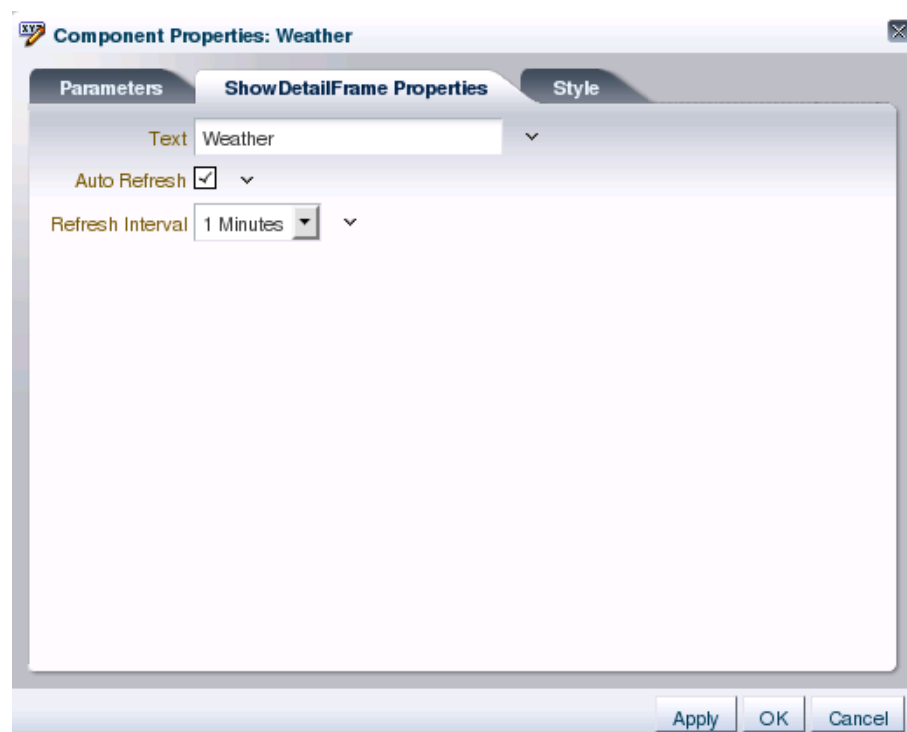 Component Properties: Weather
Parameters ShowDetailFrame Properties Style
Text Weather
Auto Refresh
Refresh Interval 1 Minutes
Apply OK Cancel